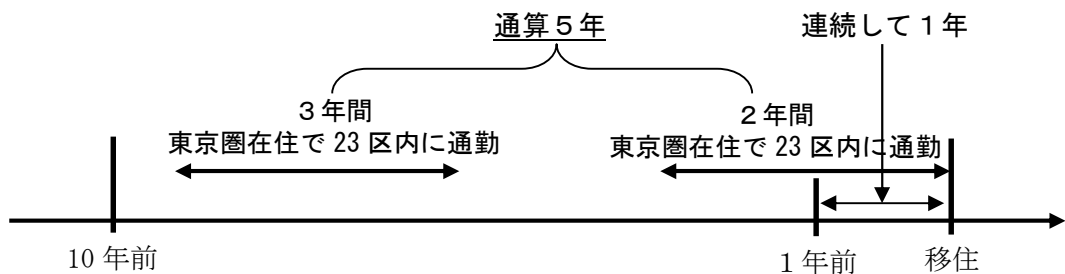 通算５年
連続して１年
３年間
東京圏在住で 23 区内に通勤
２年間
東京圏在住で 23 区内に通勤
10 年前
１年前
移住